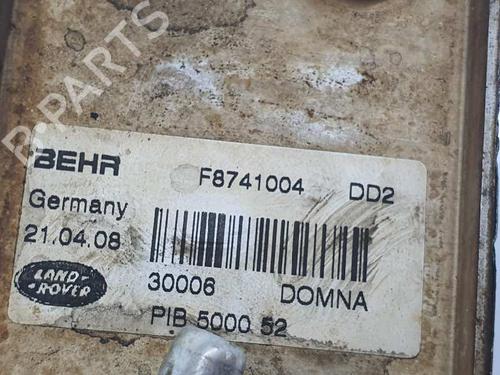 B-PARTS
BEHR F8741004 DD2
Germany
21.04.08
LAND-
-ROVER
30006 DOMNA
PIB 5000 52